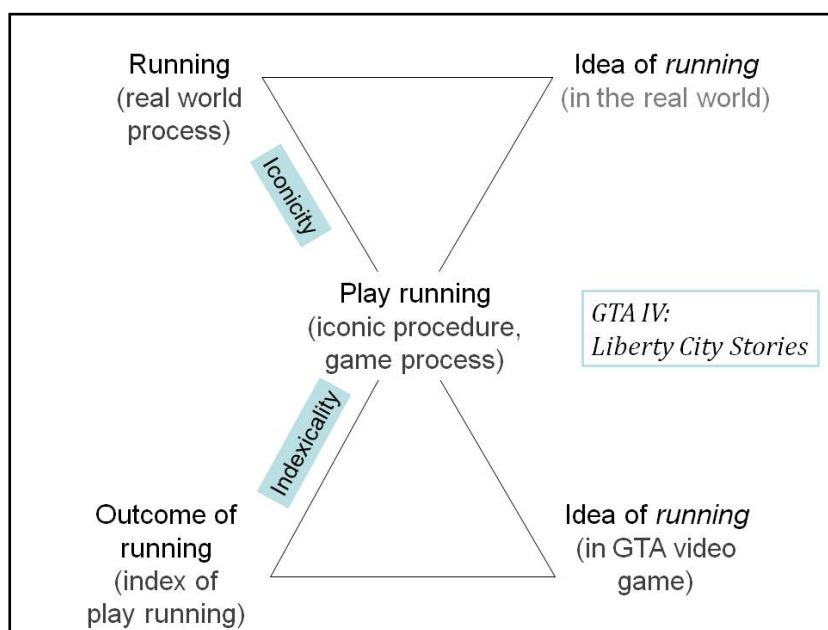 Running
(real world
process)
Idea of running
(in the real world)
Iconicity
Play running
(iconic procedure,
game process)
GTA IV:
Liberty City Stories
Indexicality
Outcome of
running
(index of
play running)
Idea of running
(in GTA video
game)